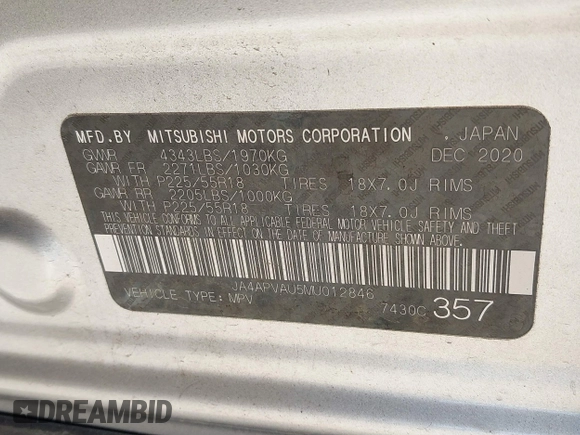 MFD.BY MITSUBISHI MOTORS CORPORATION , JAPAN
GVWR 4343LBS/1970KG DEC 2020
GAWR FR 2271LBS/1030KG
WITH P225/55R18 TIRES 18X7.0J RIMS
GAWR RR 2205LBS/1000KG
WITH P225/55R18 TIRES 18X7.0J RIMS
THIS VEHICLE CONFORMS TO ALL APPLICABLE FEDERAL MOTOR VEHICLE SAFETY AND THEFT
PREVENTION STANDARDS IN EFFECT ON THE DATE OF MANUFACTURE SHOWN ABOVE.
JA4APVAU5MU012846
VEHICLE TYPE: MPV 7430C 357
DREAMBID